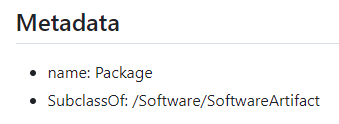 Metadata
• name: Package
• SubclassOf: /Software/SoftwareArtifact